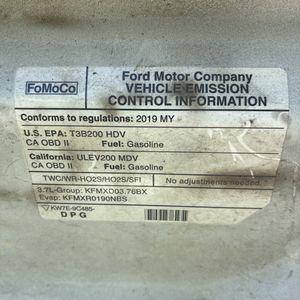 FoMoCo
Ford Motor Company
VEHICLE EMISSION
CONTROL INFORMATION
Conforms to regulations: 2019 MY
U.S. EPA: T3B200 HDV
CA OBD II Fuel: Gasoline
California: ULEV200 MDV
CA OBD II Fuel: Gasoline
TWC/WR-HO2S/HO2S/SFI
No adjustments needed.
3.7L-Group: KFMXD03.76BX
Evap: KFMXR0190NBS
KW7E-9C485-
DPG